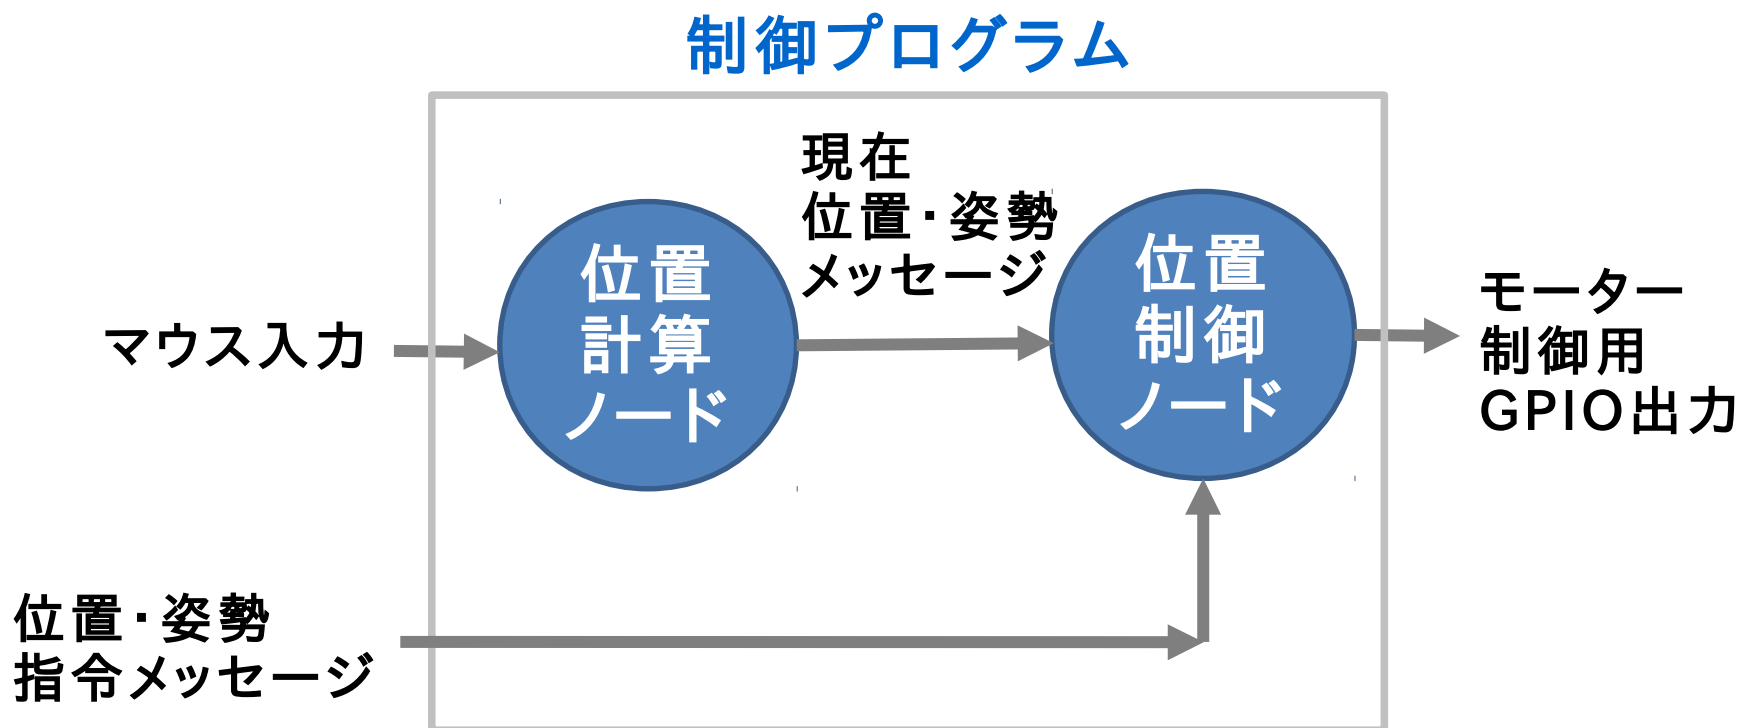 制御プログラム
現在
位置・姿勢
メッセージ
位置
計算
ノード
位置
制御
ノード
マウス入力
モーター
制御用
GPIO出力
位置・姿勢
指令メッセージ